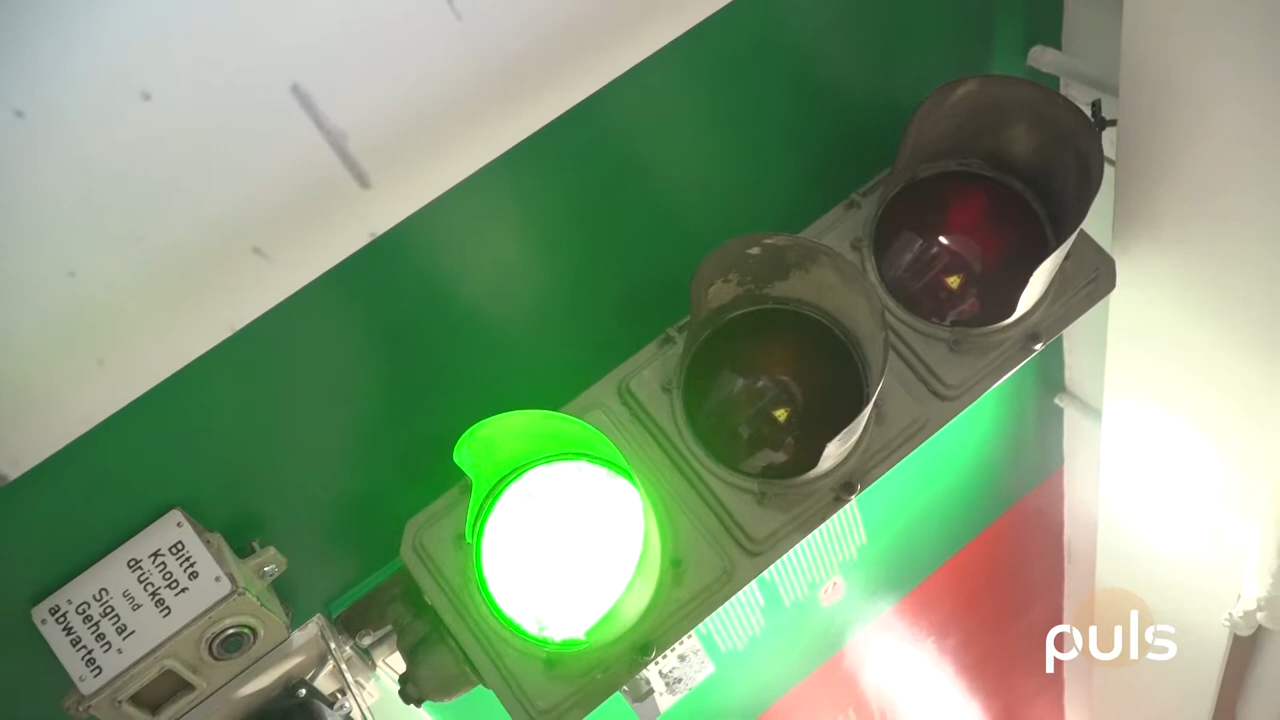 Bitte
Knopf
drücken
und
Signal
„Gehen“
abwarten
puls